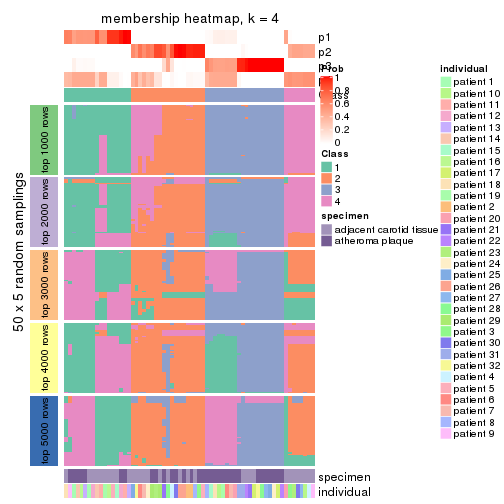 membership heatmap, k = 4
p1
p2
p3
Prob
1
0.8
0.6
0.4
0.2
0
Class
1
2
3
4
specimen
adjacent carotid tissue
atheroma plaque
individual
patient 1
patient 10
patient 11
patient 12
patient 13
patient 14
patient 15
patient 16
patient 17
patient 18
patient 19
patient 2
patient 20
patient 21
patient 22
patient 23
patient 24
patient 25
patient 26
patient 27
patient 28
patient 29
patient 3
patient 30
patient 31
patient 32
patient 4
patient 5
patient 6
patient 7
patient 8
patient 9
50 x 5 random samplings
top 1000 rows
top 2000 rows
top 3000 rows
top 4000 rows
top 5000 rows
specimen
individual